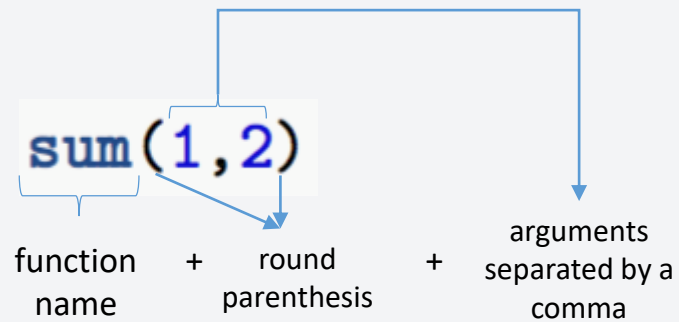 sum(1,2)
function name + round parenthesis + arguments separated by a comma